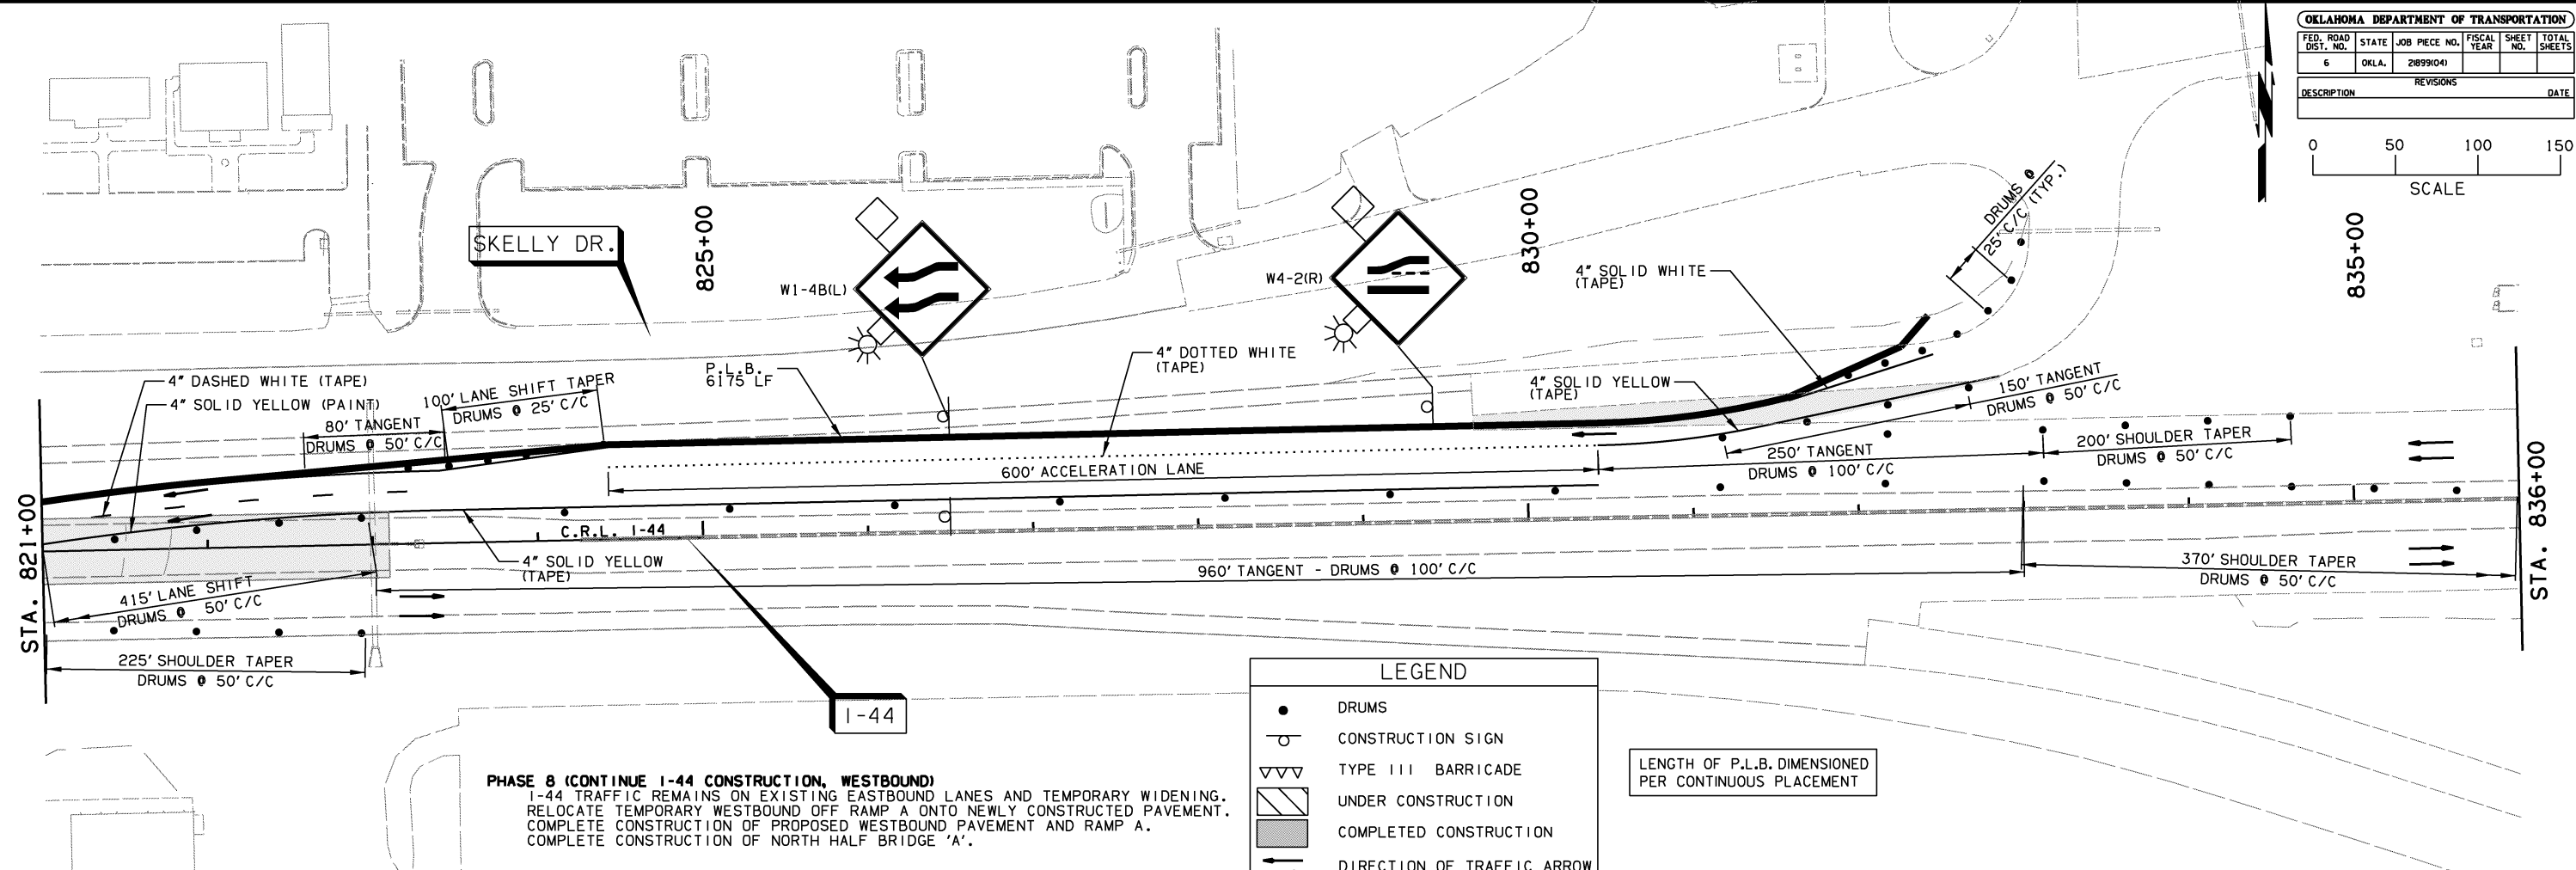 OKLAHOMA DEPARTMENT OF TRANSPORTATION
FED. ROAD DIST. NO. STATE JOB PIECE NO. FISCAL YEAR SHEET NO. TOTAL SHEETS
6 OKLA. 21899(04)
REVISIONS
DESCRIPTION DATE
0 50 100 150
SCALE
SKELLY DR.
825+00
830+00
835+00
W1-4B(L)
W4-2(R)
DRUMS @
25' C/C (TYP.)
4" SOLID WHITE
(TAPE)
4" DOTTED WHITE
(TAPE)
P.L.B.
6175 LF
4" SOLID YELLOW
(TAPE)
4" DASHED WHITE (TAPE)
4" SOLID YELLOW (PAINT)
100' LANE SHIFT TAPER
DRUMS @ 25' C/C
80' TANGENT
DRUMS @ 50' C/C
150' TANGENT
DRUMS @ 50' C/C
600' ACCELERATION LANE
250' TANGENT
DRUMS @ 100' C/C
200' SHOULDER TAPER
DRUMS @ 50' C/C
STA. 821+00
STA. 836+00
C.R.L. I-44
4" SOLID YELLOW
(TAPE)
960' TANGENT - DRUMS @ 100' C/C
370' SHOULDER TAPER
DRUMS @ 50' C/C
415' LANE SHIFT
DRUMS @ 50' C/C
225' SHOULDER TAPER
DRUMS @ 50' C/C
I-44
PHASE 8 (CONTINUE I-44 CONSTRUCTION, WESTBOUND)
I-44 TRAFFIC REMAINS ON EXISTING EASTBOUND LANES AND TEMPORARY WIDENING.
RELOCATE TEMPORARY WESTBOUND OFF RAMP A ONTO NEWLY CONSTRUCTED PAVEMENT.
COMPLETE CONSTRUCTION OF PROPOSED WESTBOUND PAVEMENT AND RAMP A.
COMPLETE CONSTRUCTION OF NORTH HALF BRIDGE 'A'.
LEGEND
DRUMS
CONSTRUCTION SIGN
TYPE III BARRICADE
UNDER CONSTRUCTION
COMPLETED CONSTRUCTION
DIRECTION OF TRAFFIC ARROW
LENGTH OF P.L.B. DIMENSIONED
PER CONTINUOUS PLACEMENT